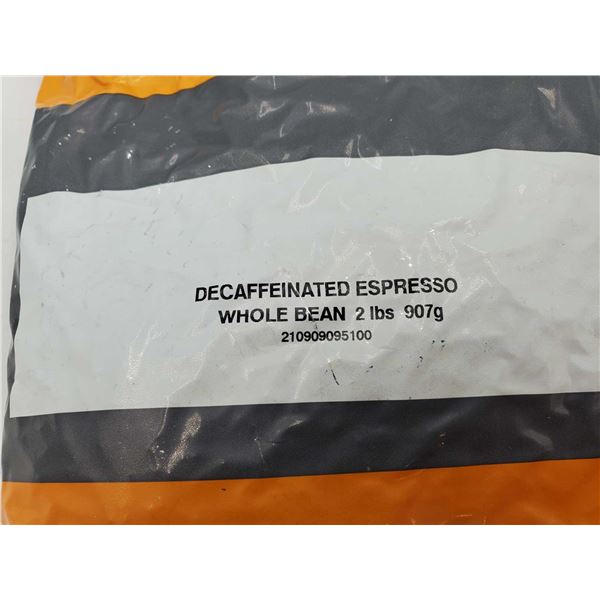 DECAFFEINATED ESPRESSO
WHOLE BEAN 2 lbs 907g
210909095100